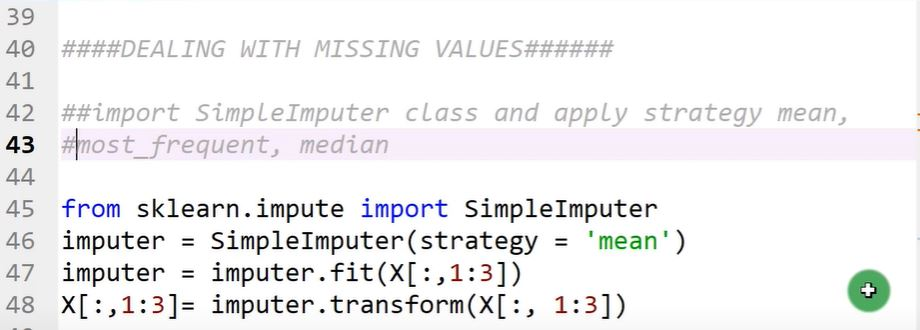 39
40 ####DEALING WITH MISSING VALUES######
41
42 ##import SimpleImputer class and apply strategy mean,
43 #most_frequent, median
44
45 from sklearn.impute import SimpleImputer
46 imputer = SimpleImputer(strategy = 'mean')
47 imputer = imputer.fit(X[:,1:3])
48 X[:,1:3]= imputer.transform(X[:, 1:3])